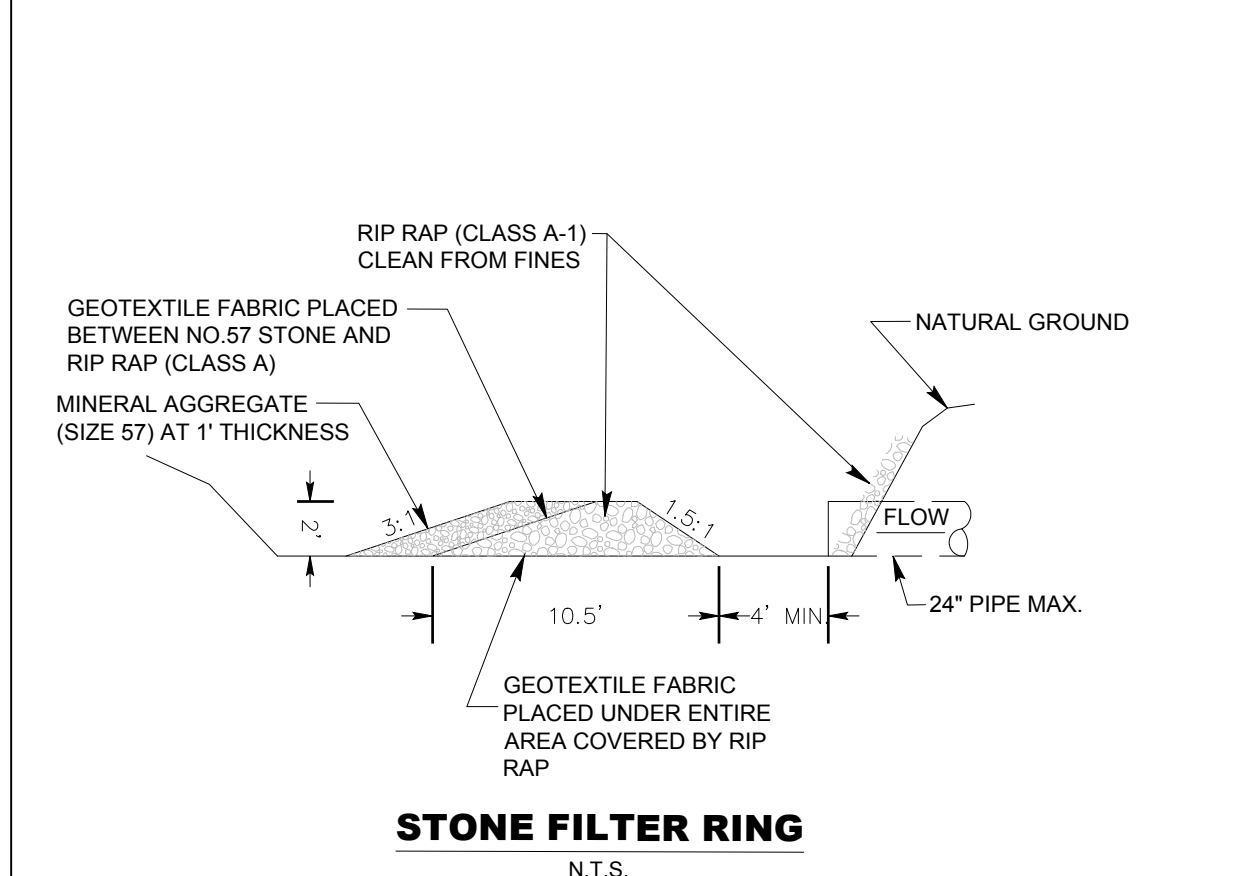 RIP RAP (CLASS A-1)
CLEAN FROM FINES
GEOTEXTILE FABRIC PLACED
BETWEEN NO.57 STONE AND
RIP RAP (CLASS A)
NATURAL GROUND
MINERAL AGGREGATE
(SIZE 57) AT 1' THICKNESS
2'
3:1
1.5:1
FLOW
10.5'
4' MIN.
24" PIPE MAX.
GEOTEXTILE FABRIC
PLACED UNDER ENTIRE
AREA COVERED BY RIP
RAP
STONE FILTER RING
N.T.S.